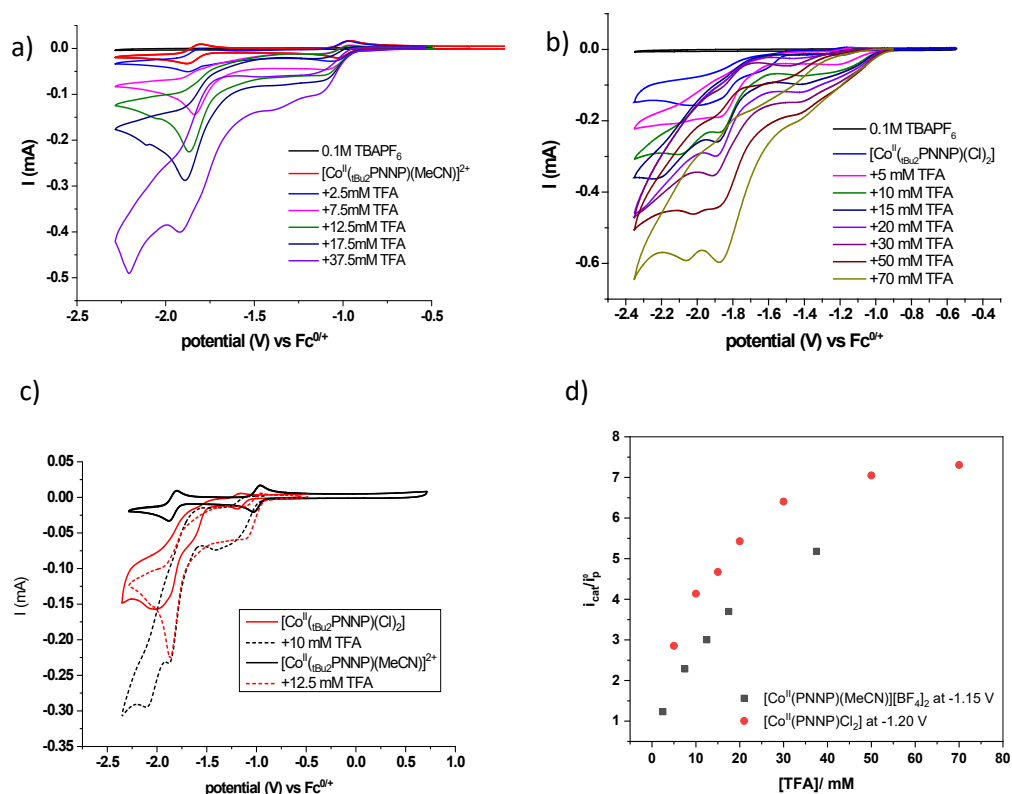 a)
0.0
-0.1
-0.2
-0.3
-0.4
-0.5
I (mA)
0.1M TBAPF₆
[Coᴵᴵ(tBu2PNNP)(MeCN)]²⁺
+2.5mM TFA
+7.5mM TFA
+12.5mM TFA
+17.5mM TFA
+37.5mM TFA
-2.5 -2.0 -1.5 -1.0 -0.5
potential (V) vs Fc⁰/⁺
b)
0.0
-0.2
-0.4
-0.6
I (mA)
0.1M TBAPF₆
[Coᴵᴵ(tBu2PNNP)(Cl)₂]
+5 mM TFA
+10 mM TFA
+15 mM TFA
+20 mM TFA
+30 mM TFA
+50 mM TFA
+70 mM TFA
-2.4 -2.2 -2.0 -1.8 -1.6 -1.4 -1.2 -1.0 -0.8 -0.6 -0.4
potential (V) vs Fc⁰/⁺
c)
0.05
0.00
-0.05
-0.10
-0.15
-0.20
-0.25
-0.30
-0.35
I (mA)
[Coᴵᴵ(tBu2PNNP)(Cl)₂]
+10 mM TFA
[Coᴵᴵ(tBu2PNNP)(MeCN)]²⁺
+12.5 mM TFA
-2.5 -2.0 -1.5 -1.0 -0.5 0.0 0.5 1.0
potential (V) vs Fc⁰/⁺
d)
8
7
6
5
4
3
2
1
i_cat/i⁰_p
[Coᴵᴵ(PNNP)(MeCN)][BF₄]₂ at -1.15 V
[Coᴵᴵ(PNNP)Cl₂] at -1.20 V
0 10 20 30 40 50 60 70 80
[TFA]/ mM